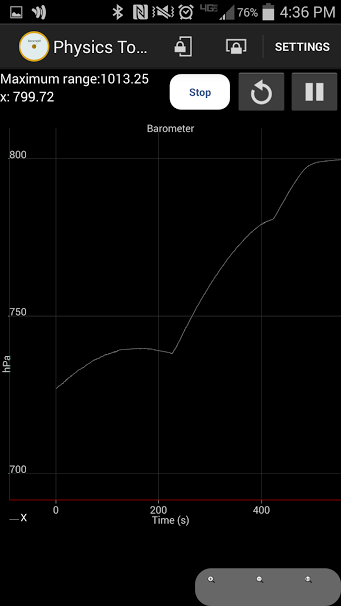 4G 76% 4:36 PM
Physics To... SETTINGS
Maximum range:1013.25
x: 799.72
Stop
Barometer
800
750
hPa
700
0 200 400
Time (s)
—X